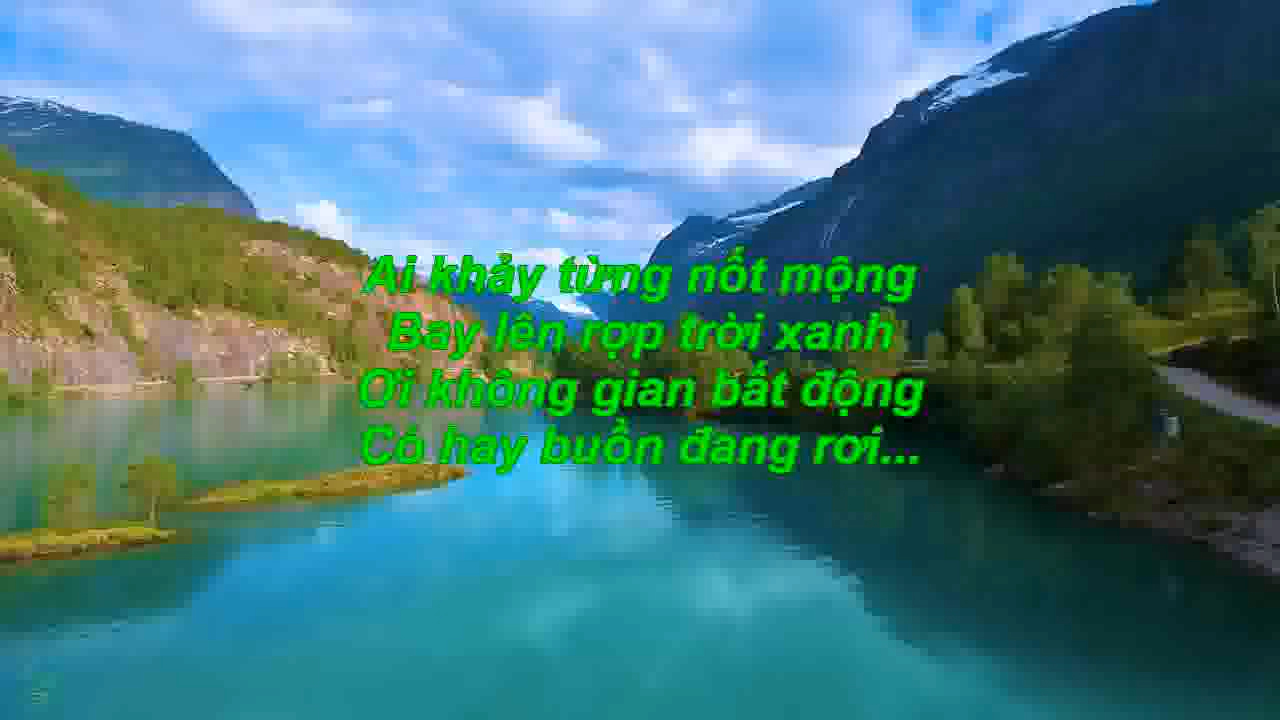 Ai khảy từng nốt mộng
Bay lên rợp trời xanh
Ơi không gian bất động
Có hay buồn đang rơi...